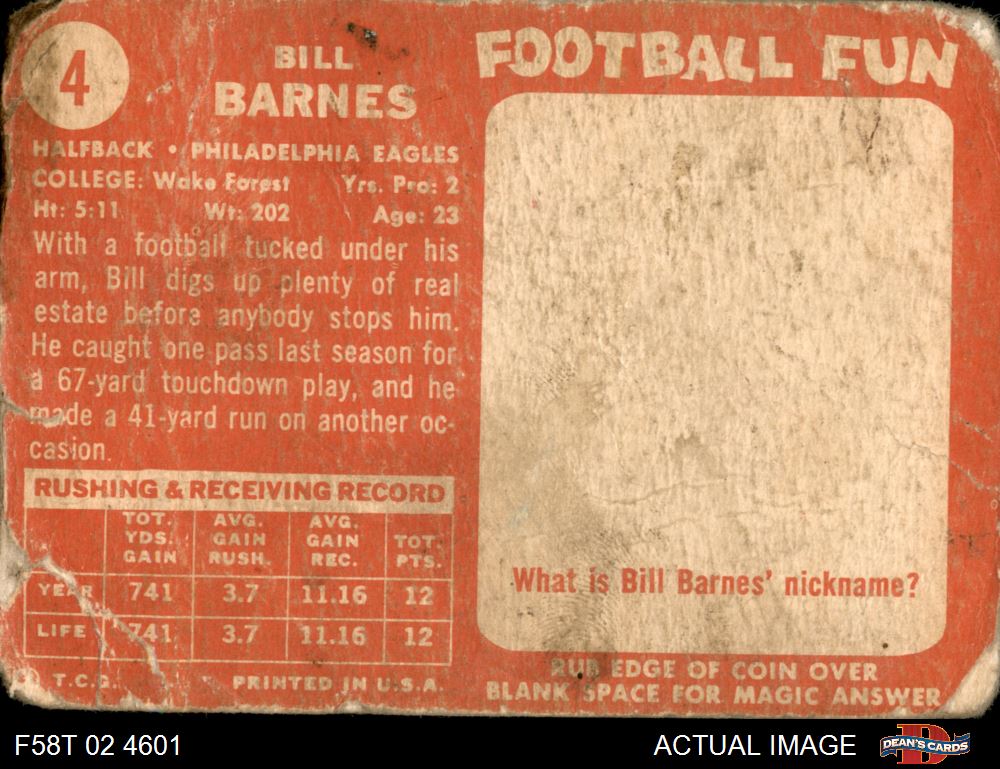 4
BILL
BARNES
HALFBACK • PHILADELPHIA EAGLES
COLLEGE: Wake Forest Yrs. Pro: 2
Ht: 5:11 Wt: 202 Age: 23
With a football tucked under his
arm, Bill digs up plenty of real
estate before anybody stops him.
He caught one pass last season for
a 67-yard touchdown play, and he
made a 41-yard run on another oc-
casion.
RUSHING & RECEIVING RECORD
TOT. YDS. GAIN AVG. GAIN RUSH. AVG. GAIN REC. TOT. PTS.
YEAR 741 3.7 11.16 12
LIFE 741 3.7 11.16 12
T.C.G. PRINTED IN U.S.A.
FOOTBALL FUN
What is Bill Barnes' nickname?
RUB EDGE OF COIN OVER
BLANK SPACE FOR MAGIC ANSWER
F58T 02 4601
ACTUAL IMAGE
DEAN'S CARDS